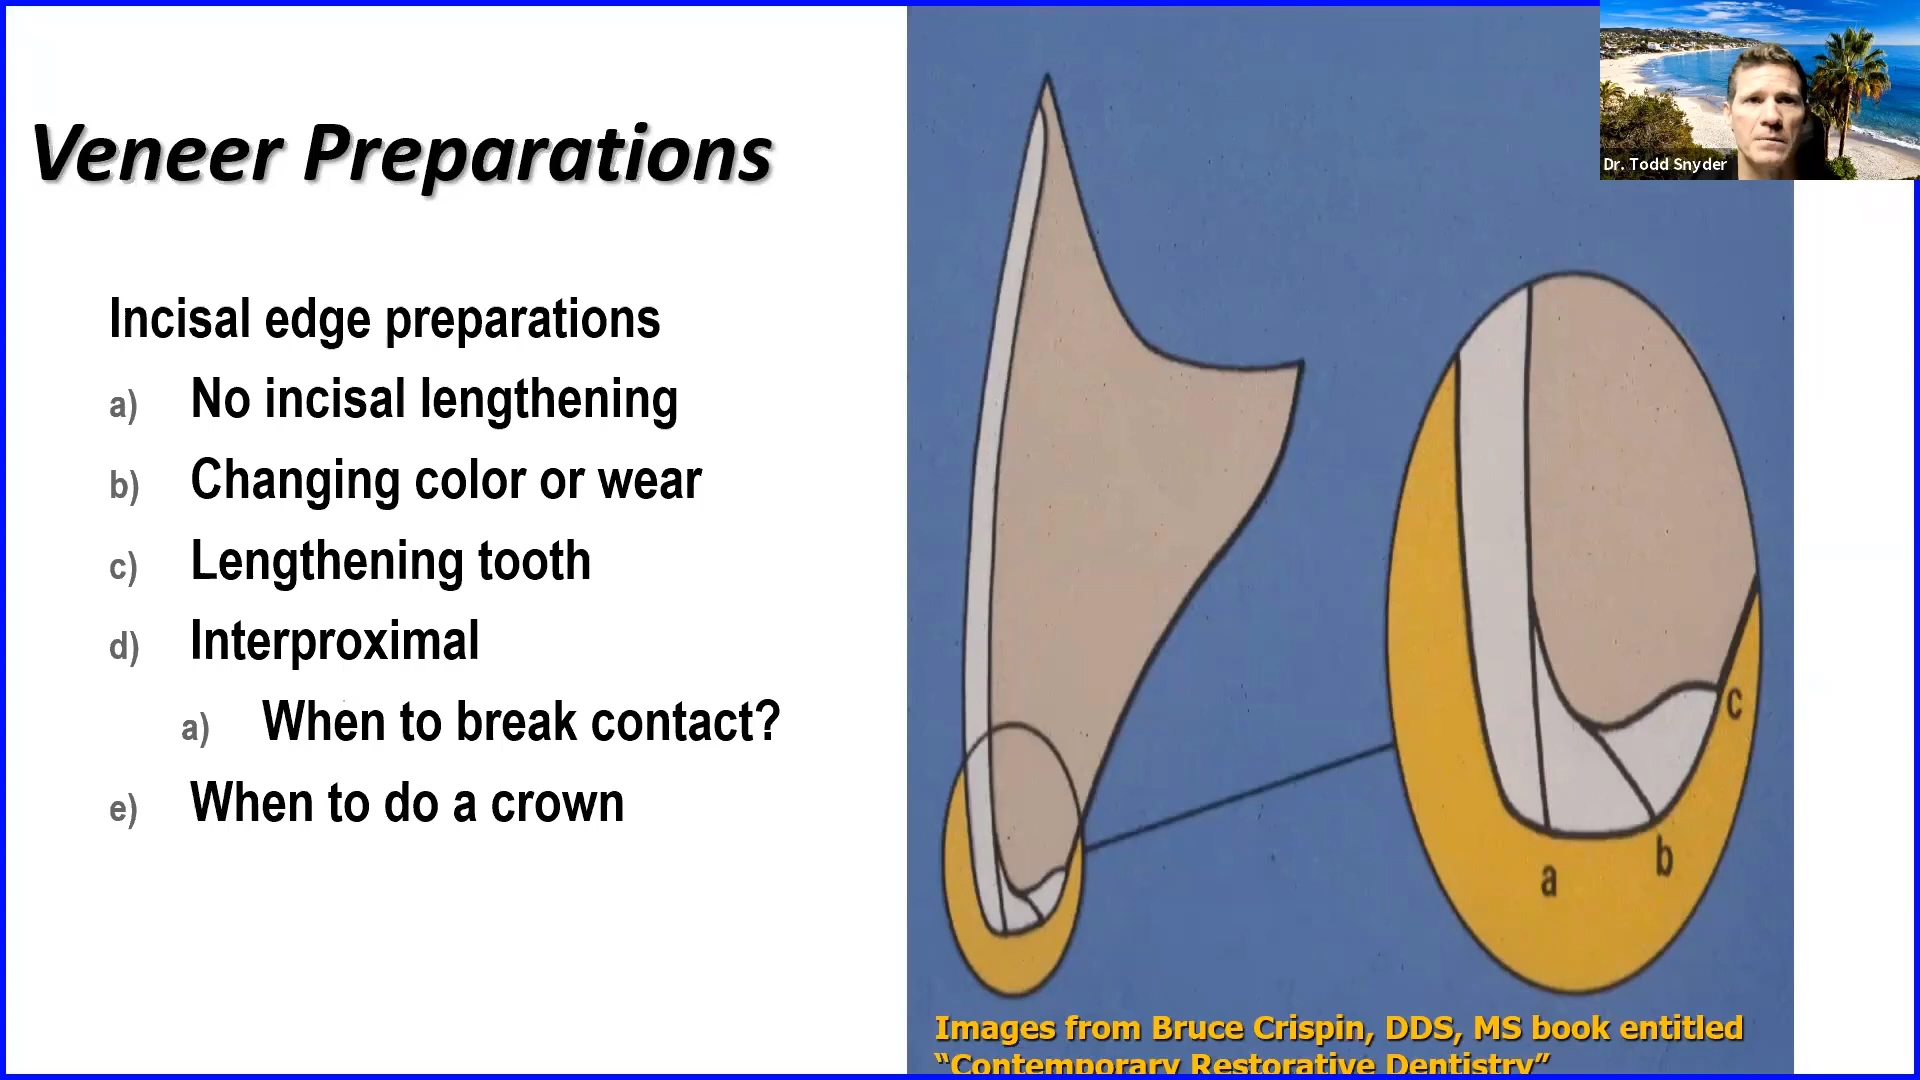 Veneer Preparations
Incisal edge preparations
a) No incisal lengthening
b) Changing color or wear
c) Lengthening tooth
d) Interproximal
a) When to break contact?
e) When to do a crown
a
b
c
Images from Bruce Crispin, DDS, MS book entitled
“Contemporary Restorative Dentistry”
Dr. Todd Snyder